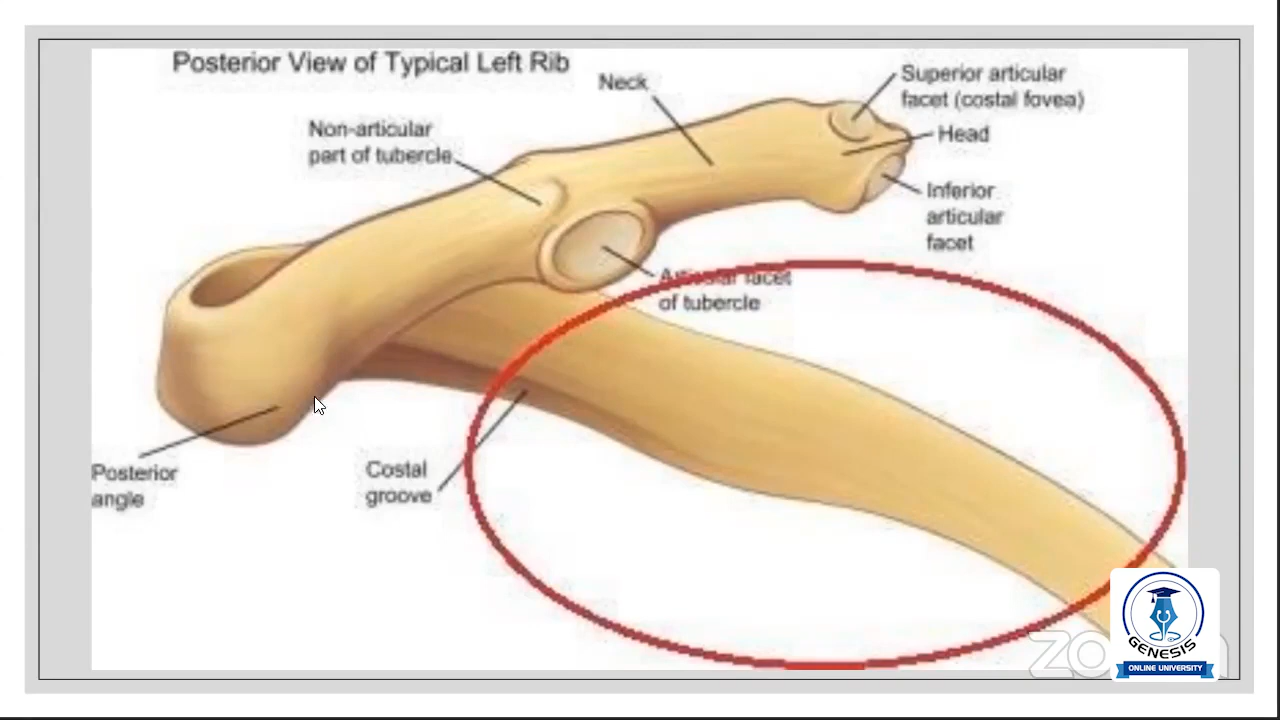 Posterior View of Typical Left Rib
Neck
Superior articular
facet (costal fovea)
Non-articular
part of tubercle
Head
Inferior
articular
facet
Articular facet
of tubercle
Posterior
angle
Costal
groove
GENESIS
ONLINE UNIVERSITY